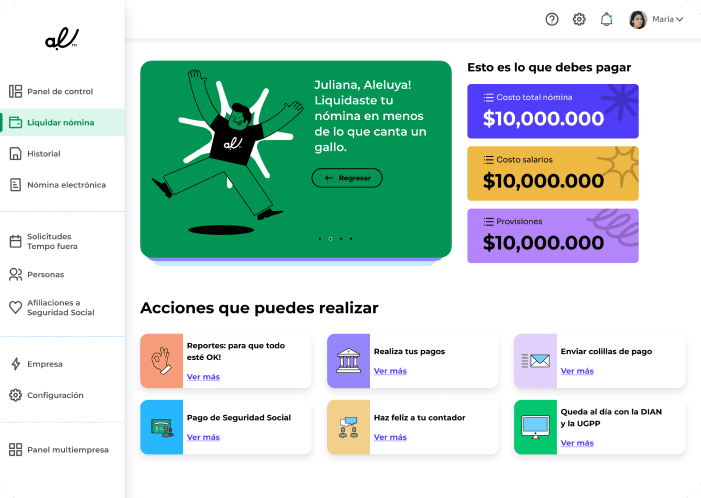 Maria
al!™
Panel de control
Liquidar nómina
Historial
Nómina electrónica
Solicitudes
Tempo fuera
Personas
Afiliaciones a
Seguridad Social
Empresa
Configuración
Panel multiempresa
Juliana, Aleluya!
Liquidaste tu
nómina en menos
de lo que canta un
gallo.
al!
Regresar
Esto es lo que debes pagar
Costo total nómina
$10,000.000
Costo salarios
$10,000.000
Provisiones
$10,000.000
Acciones que puedes realizar
Reportes: para que todo
esté OK!
Ver más
Realiza tus pagos
Ver más
Enviar colillas de pago
Ver más
Pago de Seguridad Social
Ver más
Haz feliz a tu contador
Ver más
Queda al día con la DIAN
y la UGPP
Ver más